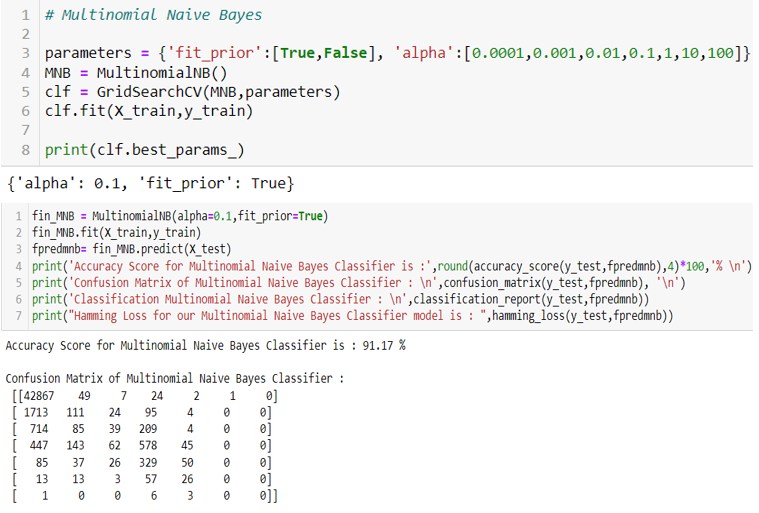 1 # Multinomial Naive Bayes
2
3 parameters = {'fit_prior':[True,False], 'alpha':[0.0001,0.001,0.01,0.1,1,10,100]}
4 MNB = MultinomialNB()
5 clf = GridSearchCV(MNB,parameters)
6 clf.fit(X_train,y_train)
7
8 print(clf.best_params_)
{'alpha': 0.1, 'fit_prior': True}
1 fin_MNB = MultinomialNB(alpha=0.1,fit_prior=True)
2 fin_MNB.fit(X_train,y_train)
3 fpredmnb= fin_MNB.predict(X_test)
4 print('Accuracy Score for Multinomial Naive Bayes Classifier is :',round(accuracy_score(y_test,fpredmnb),4)*100,'% \n')
5 print('Confusion Matrix of Multinomial Naive Bayes Classifier : \n',confusion_matrix(y_test,fpredmnb), '\n')
6 print('Classification Multinomial Naive Bayes Classifier : \n',classification_report(y_test,fpredmnb))
7 print("Hamming Loss for our Multinomial Naive Bayes Classifier model is : ",hamming_loss(y_test,fpredmnb))
Accuracy Score for Multinomial Naive Bayes Classifier is : 91.17 %
Confusion Matrix of Multinomial Naive Bayes Classifier :
[[42867 49 7 24 2 1 0]
[ 1713 111 24 95 4 0 0]
[ 714 85 39 209 4 0 0]
[ 447 143 62 578 45 0 0]
[ 85 37 26 329 50 0 0]
[ 13 13 3 57 26 0 0]
[ 1 0 0 6 3 0 0]]